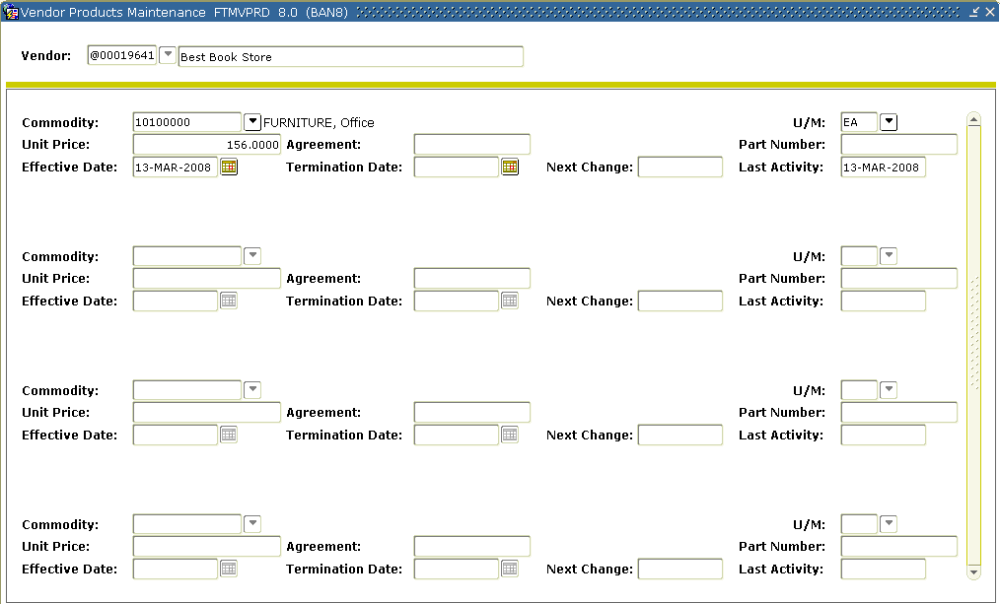 Vendor Products Maintenance FTMVPRD 8.0 (BAN8)
Vendor: @00019641 Best Book Store
Commodity: 10100000 FURNITURE, Office U/M: EA
Unit Price: 156.0000 Agreement: Part Number:
Effective Date: 13-MAR-2008 Termination Date: Next Change: Last Activity: 13-MAR-2008
Commodity: U/M:
Unit Price: Agreement: Part Number:
Effective Date: Termination Date: Next Change: Last Activity:
Commodity: U/M:
Unit Price: Agreement: Part Number:
Effective Date: Termination Date: Next Change: Last Activity:
Commodity: U/M:
Unit Price: Agreement: Part Number:
Effective Date: Termination Date: Next Change: Last Activity: